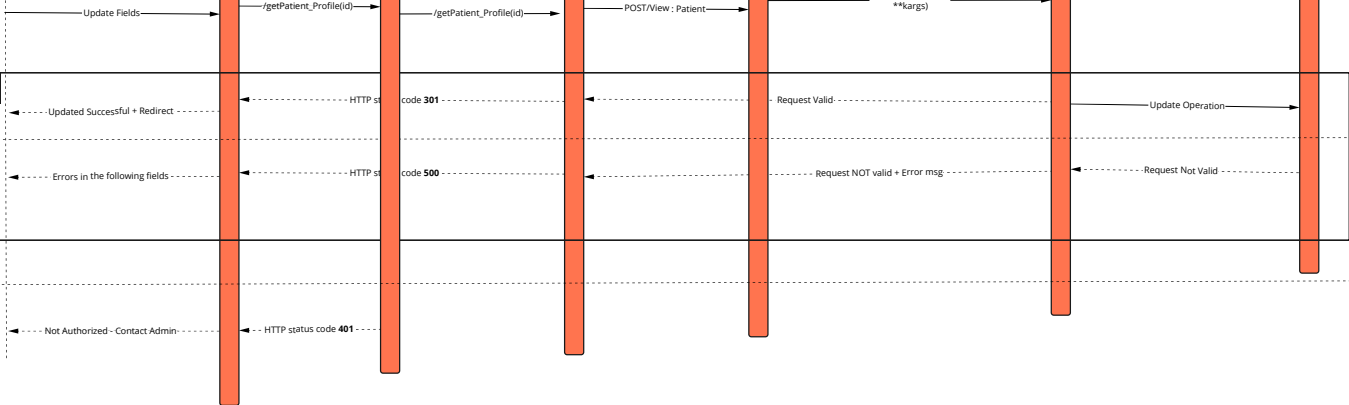 Update Fields
/getPatient_Profile(id)
/getPatient_Profile(id)
POST/View : Patient
**kargs)
HTTP st code 301
Request Valid
Update Operation
Updated Successful + Redirect
Errors in the following fields
HTTP st code 500
Request NOT valid + Error msg
Request Not Valid
Not Authorized - Contact Admin
HTTP status code 401